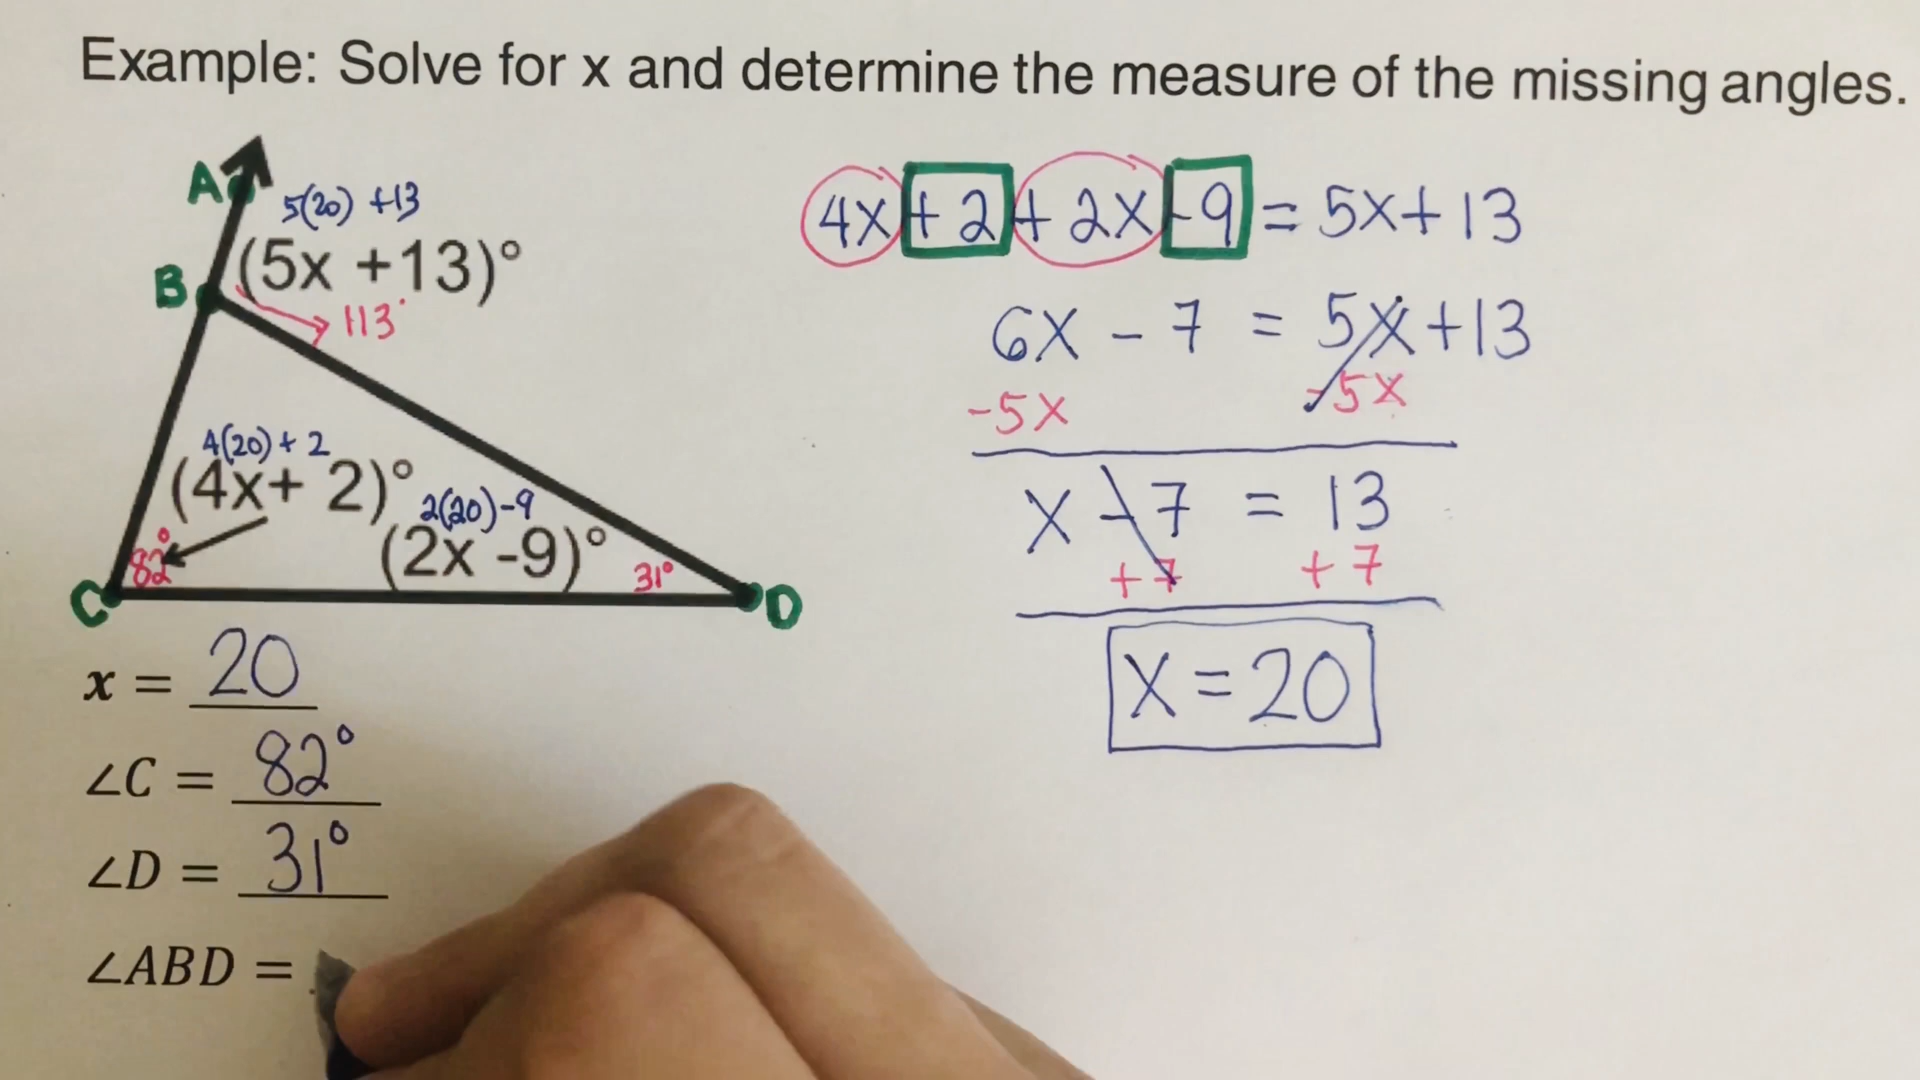 Example: Solve for x and determine the measure of the missing angles.
A
5(20) +13
(5x +13)°
B
113°
4(20) + 2
(4x+ 2)°
2(20)-9
(2x -9)°
82°
31°
C
D
x = 20
∠C = 82°
∠D = 31°
∠ABD =
4x + 2 + 2x - 9 = 5x + 13
6x - 7 = 5x + 13
-5x -5x
x - 7 = 13
+7 +7
x = 20